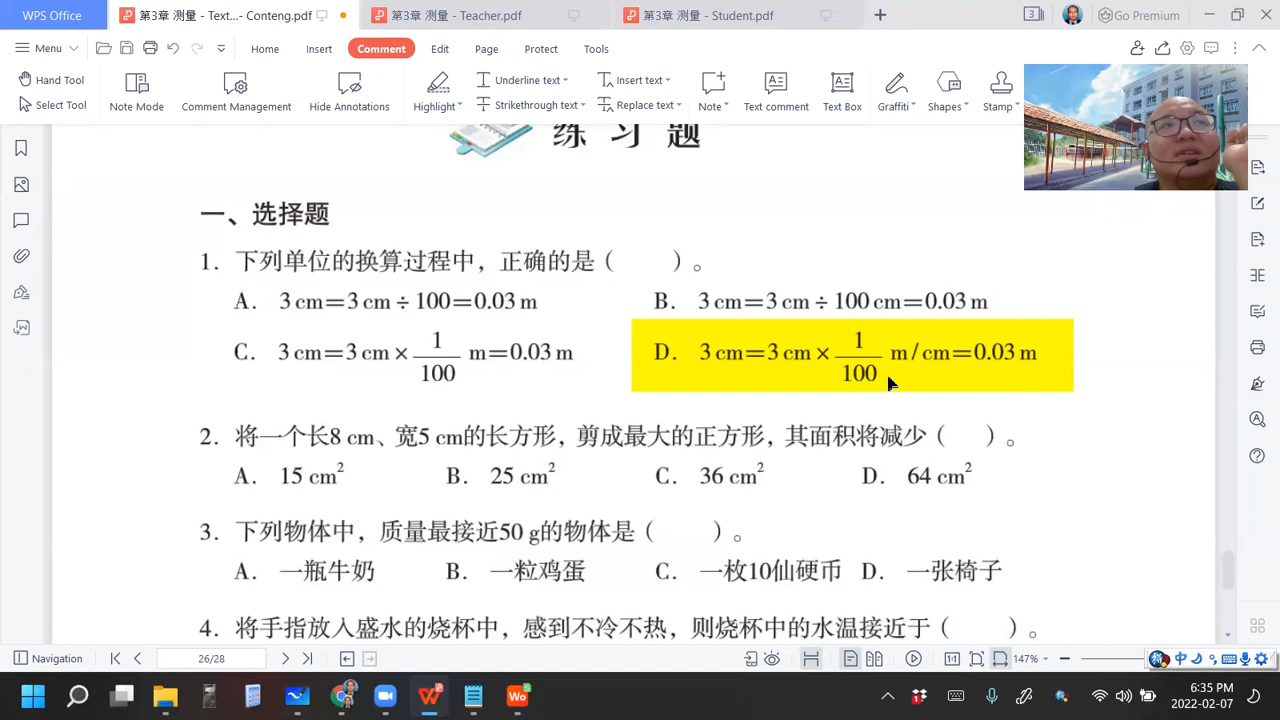 WPS Office
第3章 测量 - Text...- Conteng.pdf
第3章 测量 - Teacher.pdf
第3章 测量 - Student.pdf
3
Go Premium
Menu
Home
Insert
Comment
Edit
Page
Protect
Tools
Hand Tool
Select Tool
Note Mode
Comment Management
Hide Annotations
Highlight
Underline text
Strikethrough text
Insert text
Replace text
Note
Text comment
Text Box
Graffiti
Shapes
Stamp
练 习 题
一、选择题
1. 下列单位的换算过程中，正确的是（ ）。
A. 3 cm=3 cm ÷ 100=0.03 m
B. 3 cm=3 cm ÷ 100 cm=0.03 m
C. 3 cm=3 cm × 1/100 m=0.03 m
D. 3 cm=3 cm × 1/100 m / cm=0.03 m
2. 将一个长8 cm、宽5 cm的长方形，剪成最大的正方形，其面积将减少（ ）。
A. 15 cm²
B. 25 cm²
C. 36 cm²
D. 64 cm²
3. 下列物体中，质量最接近50 g的物体是（ ）。
A. 一瓶牛奶
B. 一粒鸡蛋
C. 一枚10仙硬币
D. 一张椅子
4. 将手指放入盛水的烧杯中，感到不冷不热，则烧杯中的水温接近于（ ）。
Navigation
26/28
147%
中
6:35 PM
2022-02-07